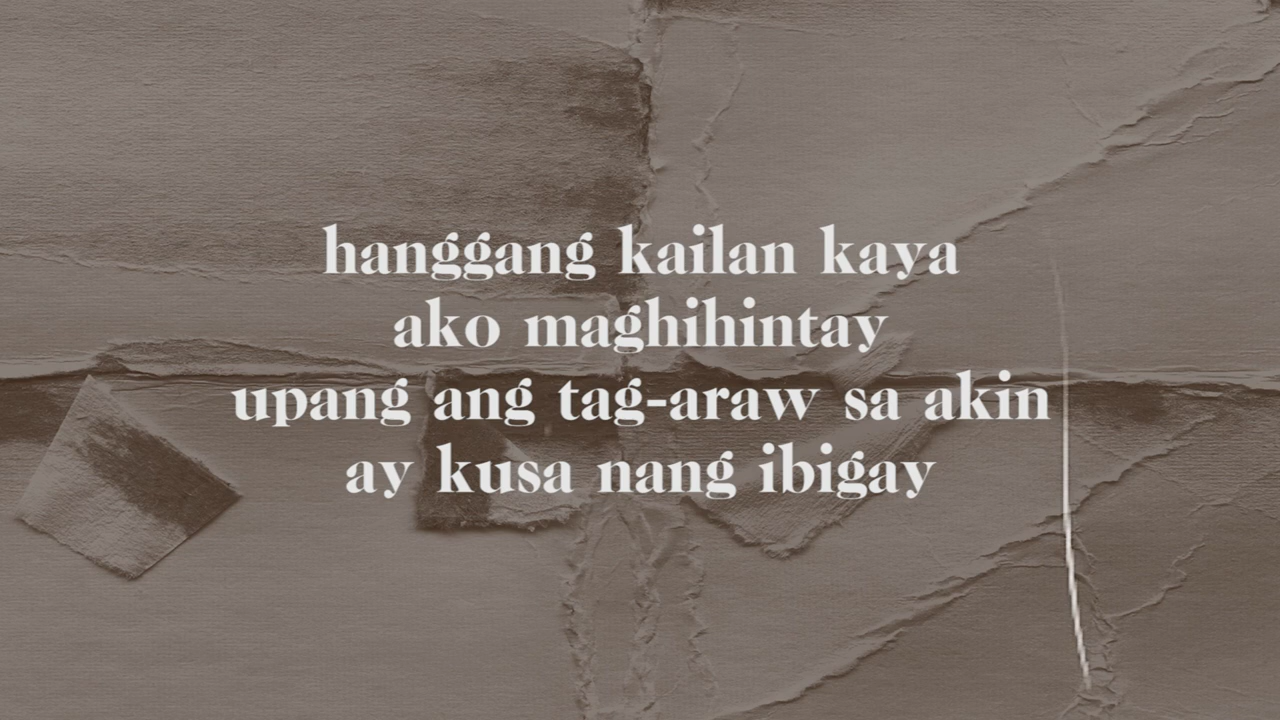 hanggang kailan kaya
ako maghihintay
upang ang tag-araw sa akin
ay kusa nang ibigay